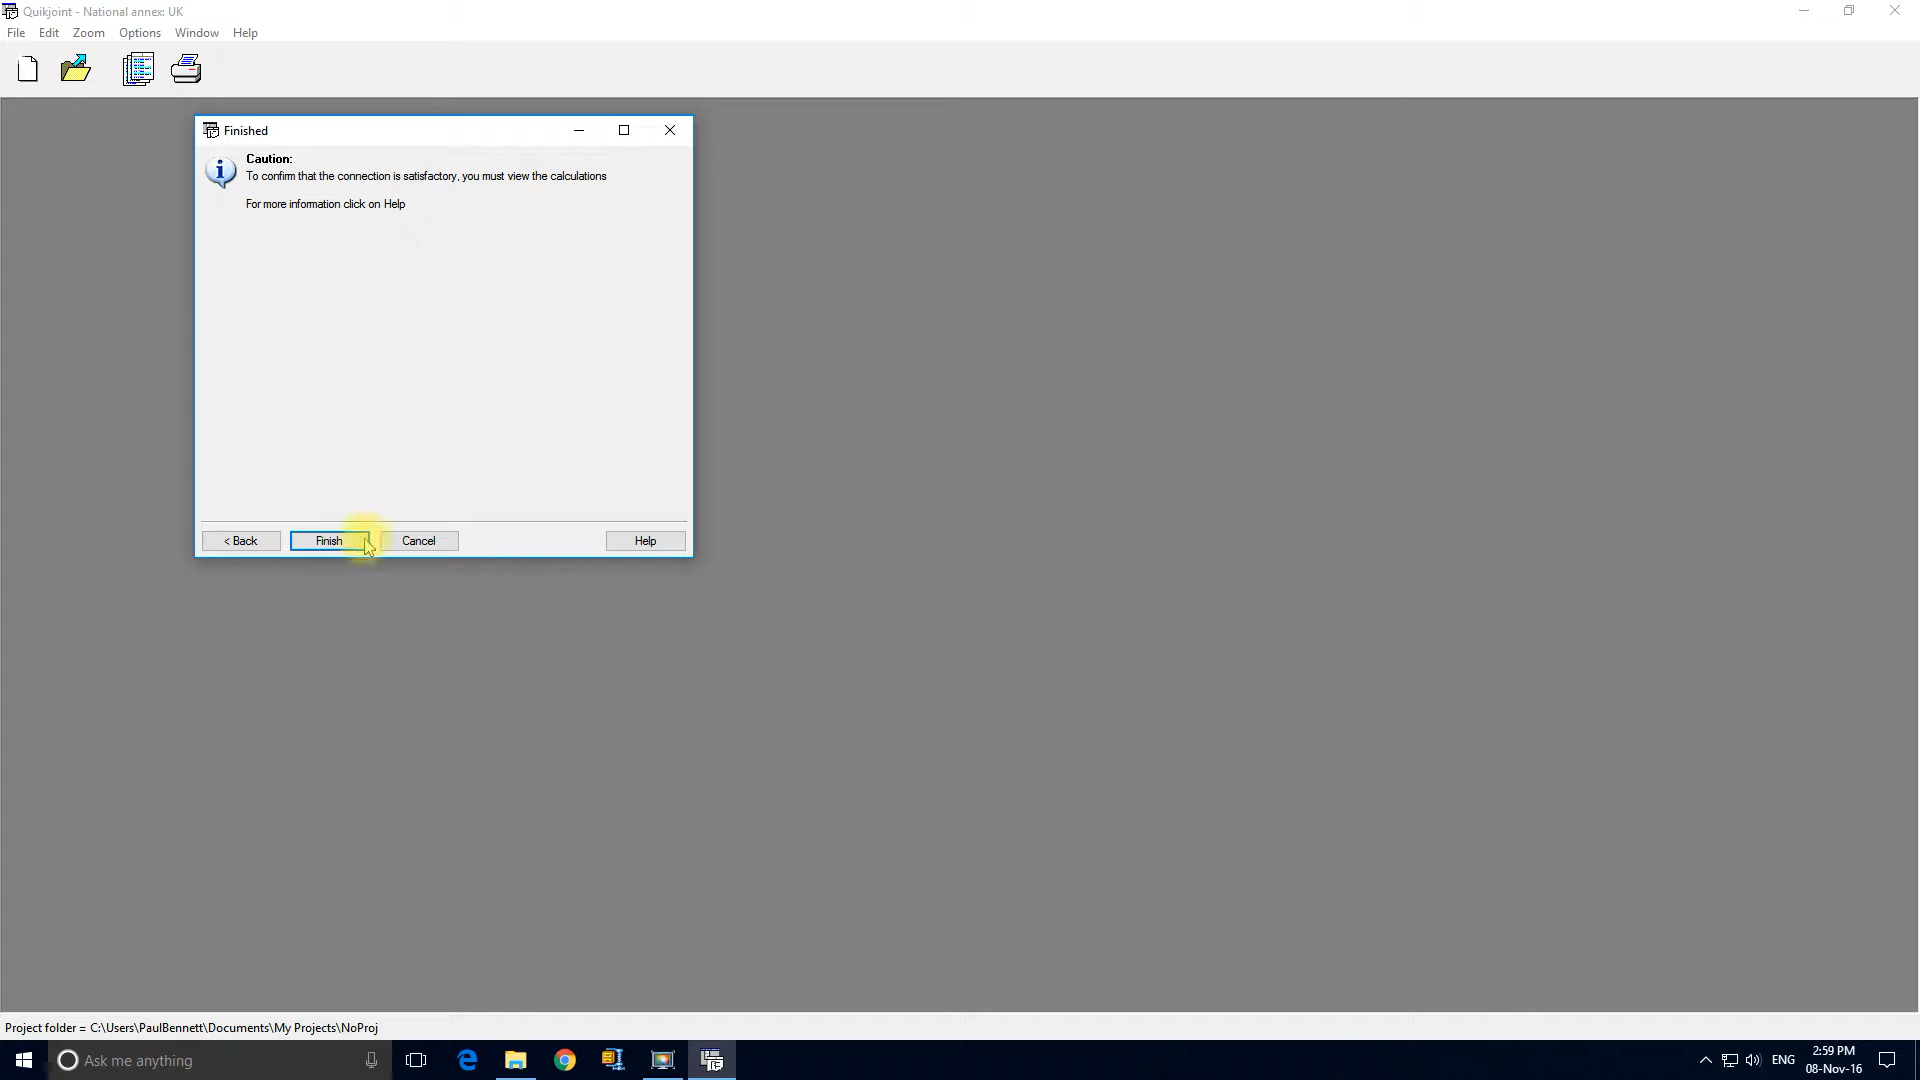 Quikjoint - National annex: UK
File Edit Zoom Options Window Help
Finished
Caution:
To confirm that the connection is satisfactory, you must view the calculations
For more information click on Help
< Back Finish Cancel Help
Project folder = C:\Users\PaulBennett\Documents\My Projects\NoProj
Ask me anything
ENG
2:59 PM
08-Nov-16